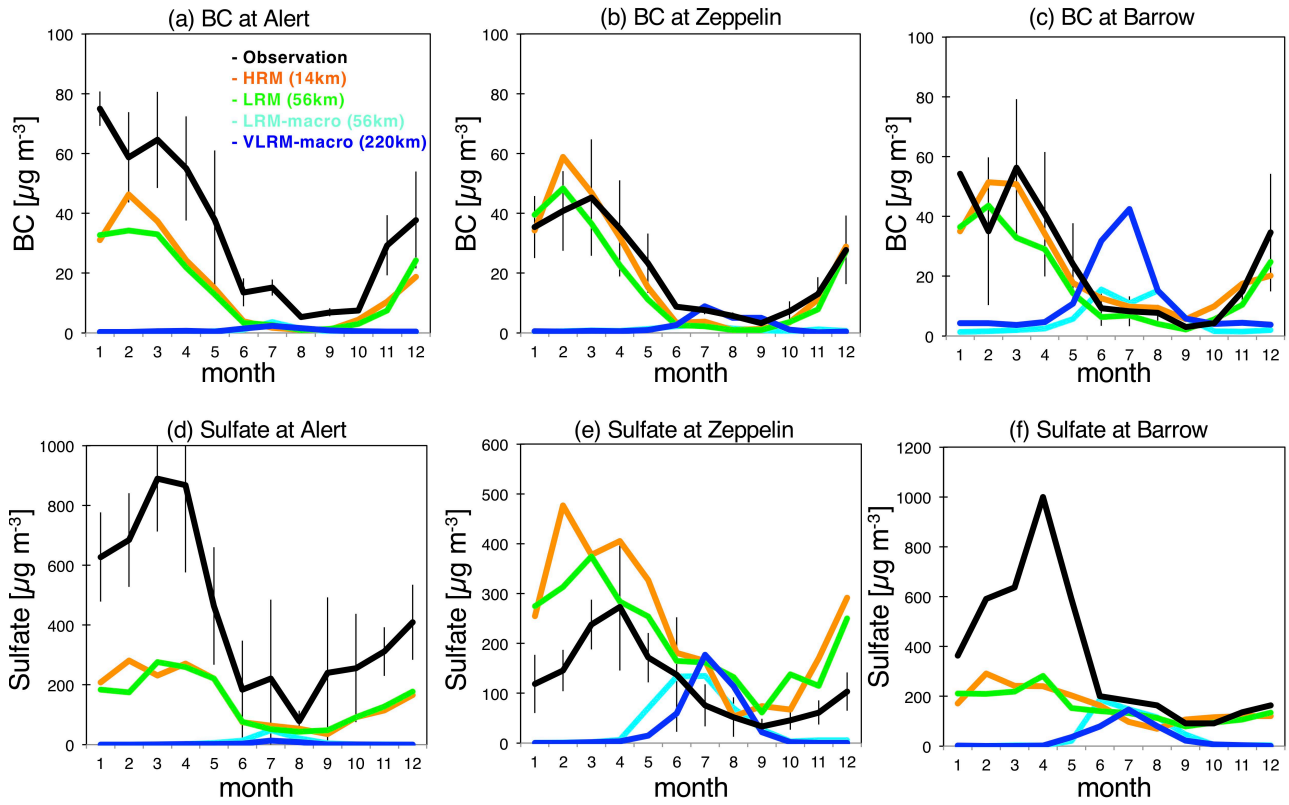 (a) BC at Alert
BC [µg m-3]
100
80
60
40
20
0
- Observation
- HRM (14km)
- LRM (56km)
- LRM-macro (56km)
- VLRM-macro (220km)
1 2 3 4 5 6 7 8 9 10 11 12
month
(b) BC at Zeppelin
BC [µg m-3]
100
80
60
40
20
0
1 2 3 4 5 6 7 8 9 10 11 12
month
(c) BC at Barrow
BC [µg m-3]
100
80
60
40
20
0
1 2 3 4 5 6 7 8 9 10 11 12
month
(d) Sulfate at Alert
Sulfate [µg m-3]
1000
800
600
400
200
0
1 2 3 4 5 6 7 8 9 10 11 12
month
(e) Sulfate at Zeppelin
Sulfate [µg m-3]
600
500
400
300
200
100
0
1 2 3 4 5 6 7 8 9 10 11 12
month
(f) Sulfate at Barrow
Sulfate [µg m-3]
1200
1000
800
600
400
200
0
1 2 3 4 5 6 7 8 9 10 11 12
month